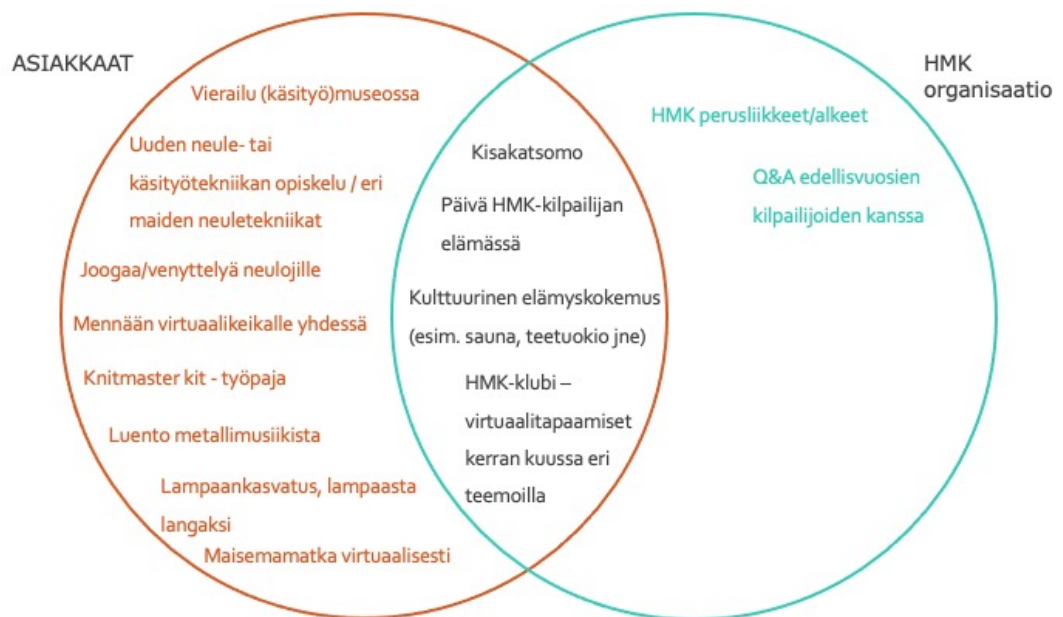 ASIAKKAAT
Vierailu (käsityö)museossa
Uuden neule- tai
käsityötekniikan opiskelu / eri
maiden neuletekniikat
Joogaa/venyttelyä neulojille
Mennään virtuaalikeikalle yhdessä
Knitmaster kit - työpaja
Luento metallimusiikista
Lampaankasvatus, lampaasta
langaksi
Maisemamatka virtuaalisesti
Kisakatsomo
Päivä HMK-kilpailijan
elämässä
Kulttuurinen elämyskokemus
(esim. sauna, teetuokio jne)
HMK-klubi –
virtuaalitapaamiset
kerran kuussa eri
teemoilla
HMK
organisaatio
HMK perusliikkeet/alkeet
Q&A edellisvuosien
kilpailijoiden kanssa